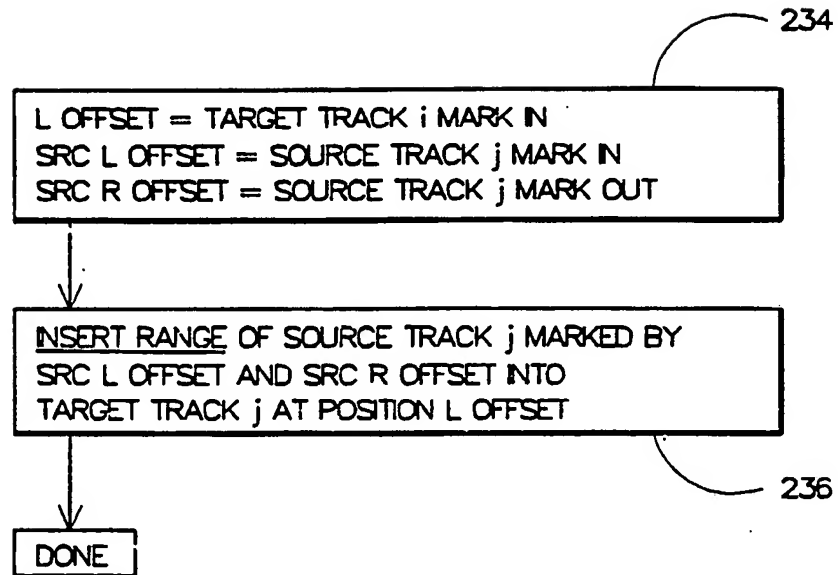 234
L OFFSET = TARGET TRACK i MARK IN
SRC L OFFSET = SOURCE TRACK j MARK IN
SRC R OFFSET = SOURCE TRACK j MARK OUT
INSERT RANGE OF SOURCE TRACK j MARKED BY
SRC L OFFSET AND SRC R OFFSET INTO
TARGET TRACK j AT POSITION L OFFSET
236
DONE